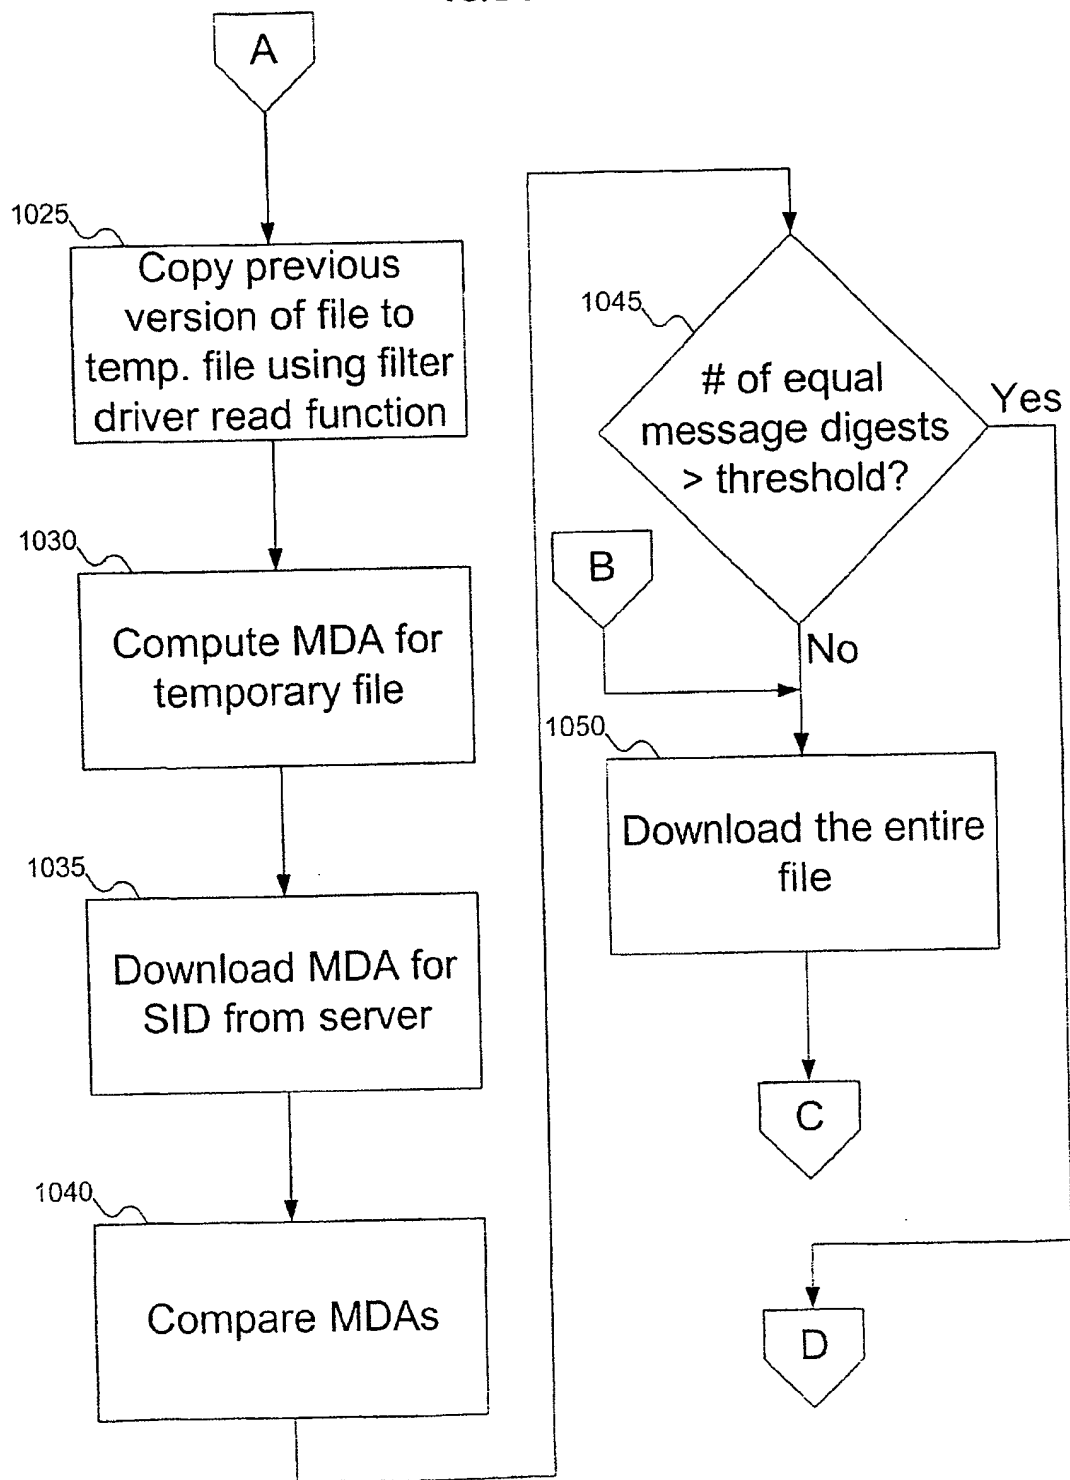 A
1025
Copy previous
version of file to
temp. file using filter
driver read function
1030
Compute MDA for
temporary file
1035
Download MDA for
SID from server
1040
Compare MDAs
1045
# of equal
message digests
> threshold?
Yes
B
No
1050
Download the entire
file
C
D